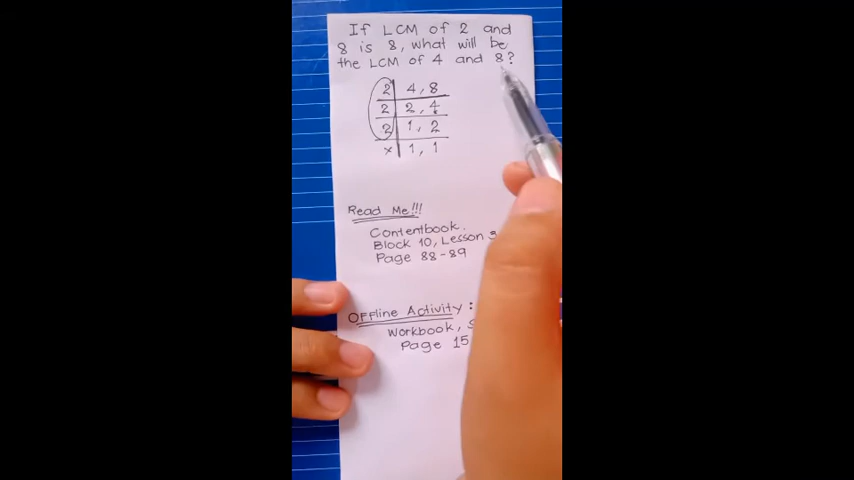 If LCM of 2 and
8 is 8, what will be
the LCM of 4 and 8?
2 4, 8
2 2, 4
2 1, 2
x 1, 1
Read Me!!!
Contentbook.
Block 10, Lesson 3
Page 88-89
Offline Activity :
Workbook,
Page 15